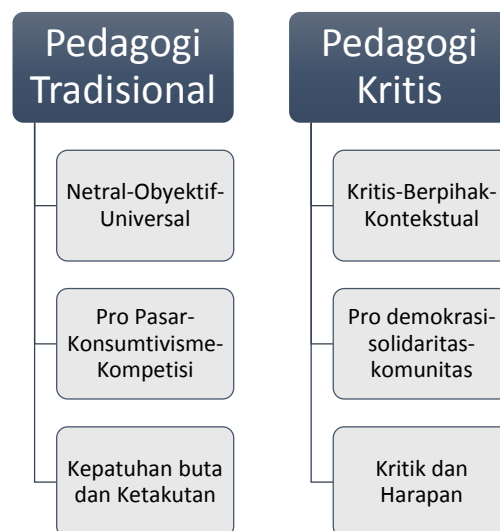 Pedagogi
Tradisional
Netral-Obyektif-
Universal
Pro Pasar-
Konsumtivisme-
Kompetisi
Kepatuhan buta
dan Ketakutan
Pedagogi
Kritis
Kritis-Berpihak-
Kontekstual
Pro demokrasi-
solidaritas-
komunitas
Kritik dan
Harapan